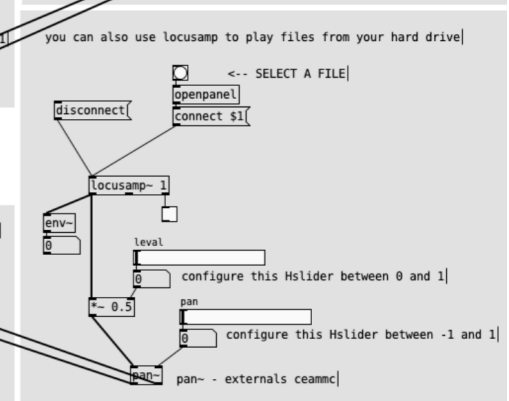 you can also use locusamp to play files from your hard drive
<-- SELECT A FILE
openpanel
disconnect
connect $1
locusamp~ 1
env~
0
leval
0
configure this Hslider between 0 and 1
*~ 0.5
pan
0
configure this Hslider between -1 and 1
pan~
pan~ - externals ceammc